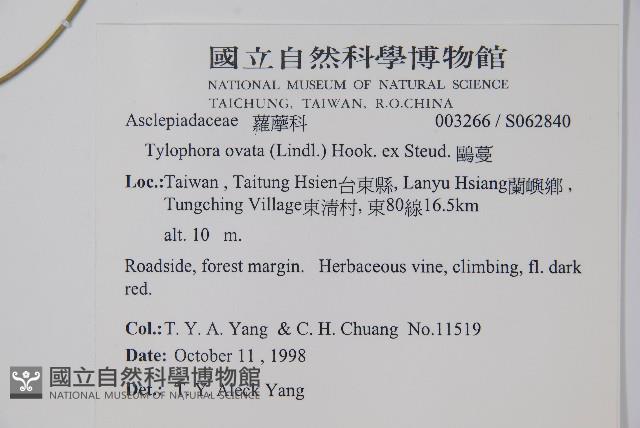 國立自然科學博物館
NATIONAL MUSEUM OF NATURAL SCIENCE
TAICHUNG, TAIWAN, R.O.CHINA
Asclepiadaceae 蘿藦科 003266 / S062840
Tylophora ovata (Lindl.) Hook. ex Steud. 鷗蔓
Loc.:Taiwan , Taitung Hsien台東縣, Lanyu Hsiang蘭嶼鄉 ,
Tungching Village東清村, 東80線16.5km
alt. 10 m.
Roadside, forest margin. Herbaceous vine, climbing, fl. dark
red.
Col.:T. Y. A. Yang & C. H. Chuang No.11519
Date: October 11 , 1998
Det.: T. Y. Aleck Yang
國立自然科學博物館
NATIONAL MUSEUM OF NATURAL SCIENCE